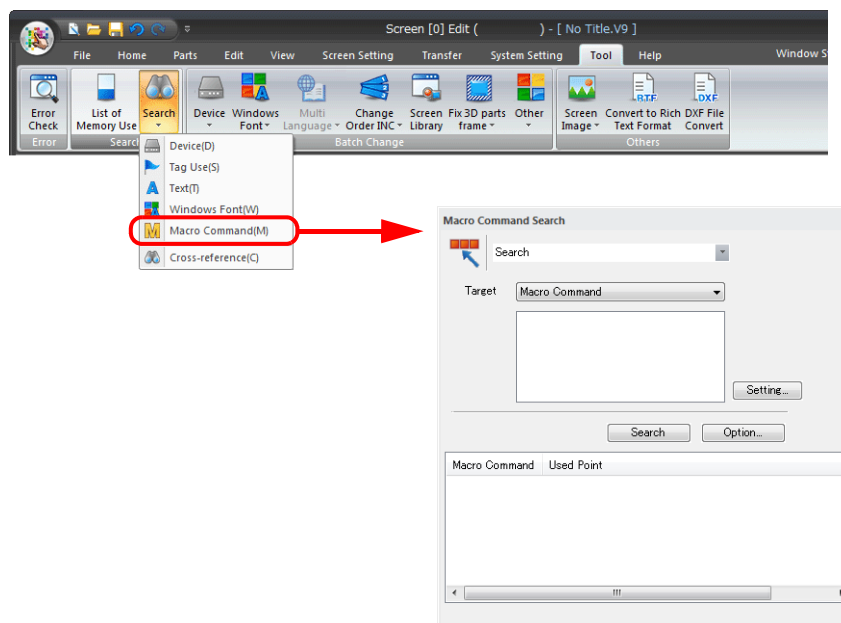 Screen [0] Edit ( ) - [ No Title.V9 ]
File Home Parts Edit View Screen Setting Transfer System Setting Tool Help Window S
Error Check
List of Memory Use
Search
Device
Windows Font
Multi Language
Change Order INC
Screen Library
Fix 3D parts frame
Other
Screen Image
RTF
Convert to Rich Text Format
DXF
DXF File Convert
Error Search Batch Change Others
Device(D)
Tag Use(S)
Text(T)
Windows Font(W)
Macro Command(M)
Cross-reference(C)
Macro Command Search
Search
Target Macro Command
Setting...
Search Option...
Macro Command Used Point